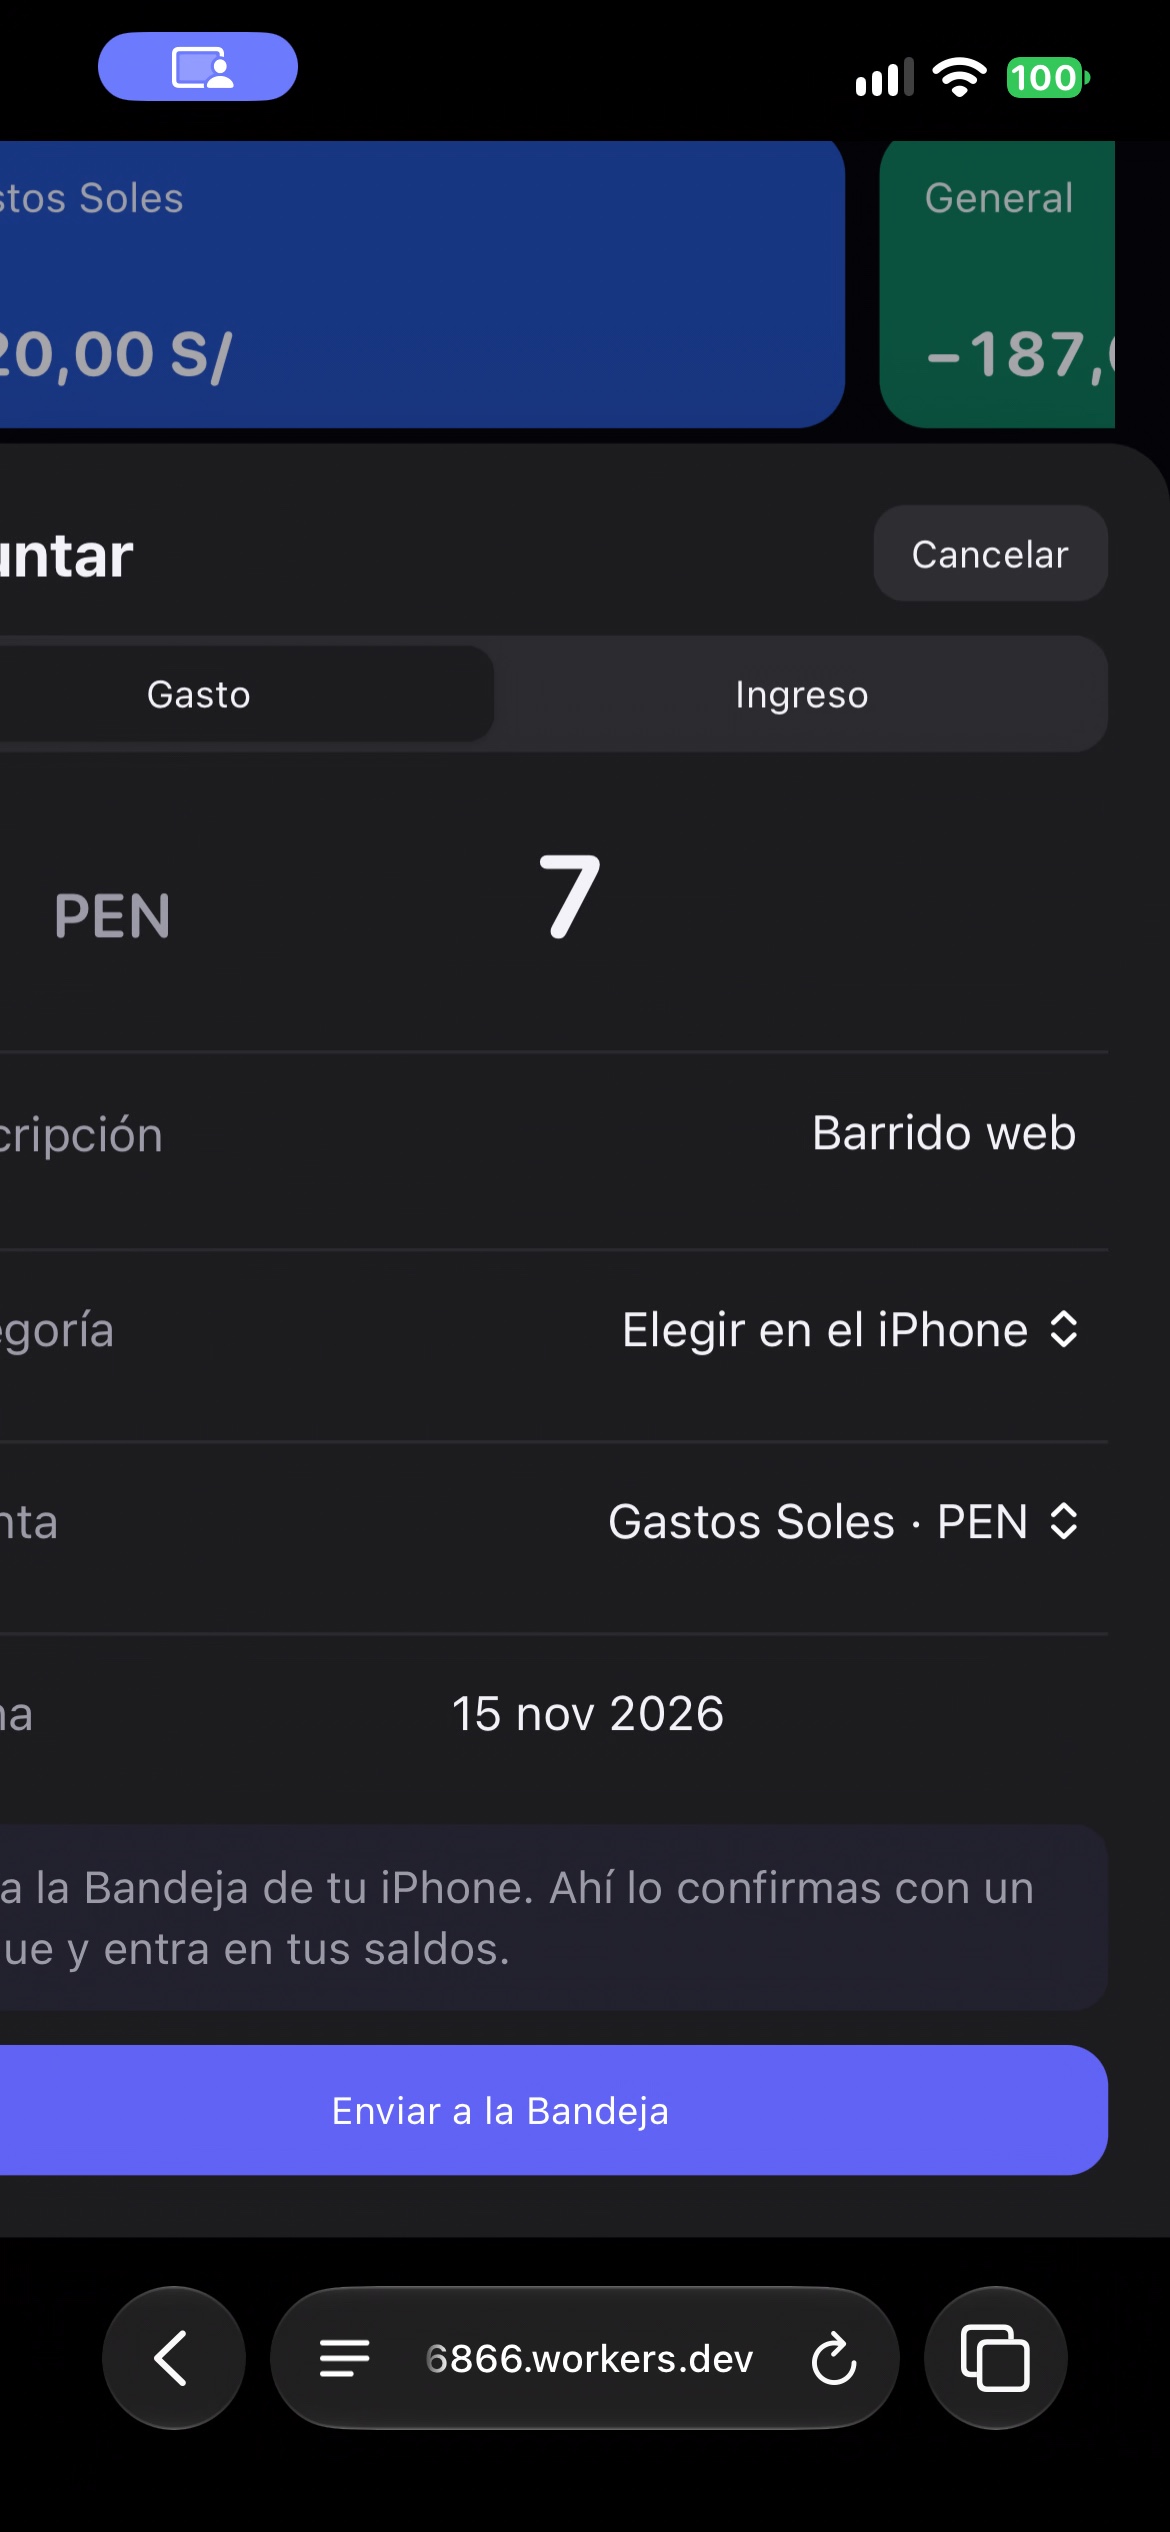 100
stos Soles
General
20,00 S/
−187,
untar
Cancelar
Gasto
Ingreso
PEN
7
cripción
Barrido web
egoría
Elegir en el iPhone
nta
Gastos Soles · PEN
na
15 nov 2026
a la Bandeja de tu iPhone. Ahí lo confirmas con un
ue y entra en tus saldos.
Enviar a la Bandeja
6866.workers.dev